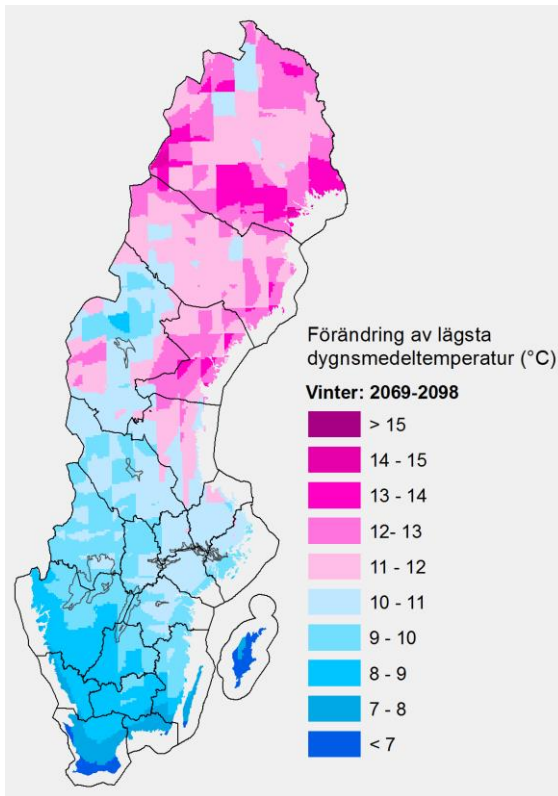 Förändring av lägsta
dygnsmedeltemperatur (°C)
Vinter: 2069-2098
> 15
14 - 15
13 - 14
12- 13
11 - 12
10 - 11
9 - 10
8 - 9
7 - 8
< 7